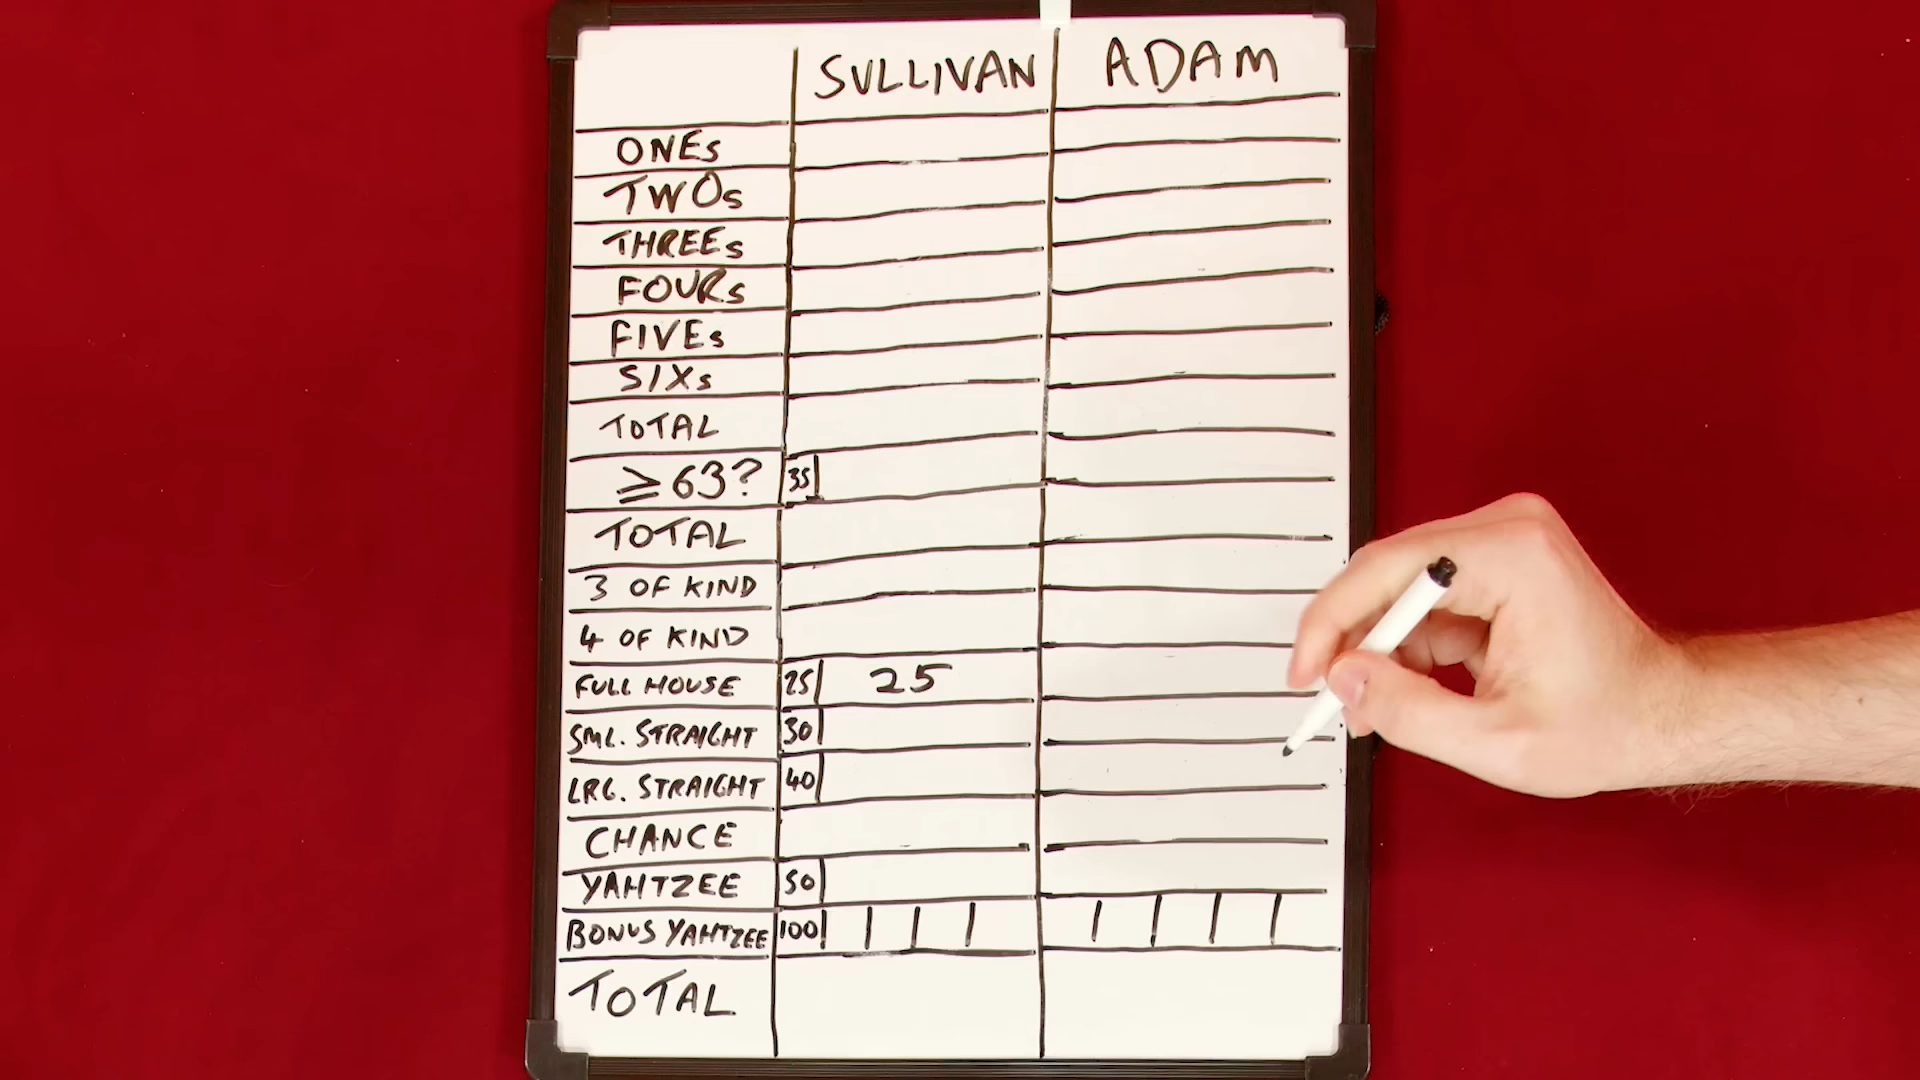 SULLIVAN ADAM
ONEs
TWOs
THREEs
FOURs
FIVEs
SIXs
TOTAL
≥ 63? 35
TOTAL
3 OF KIND
4 OF KIND
FULL HOUSE 25 25
SML. STRAIGHT 30
LRG. STRAIGHT 40
CHANCE
YAHTZEE 50
BONUS YAHTZEE 100
TOTAL